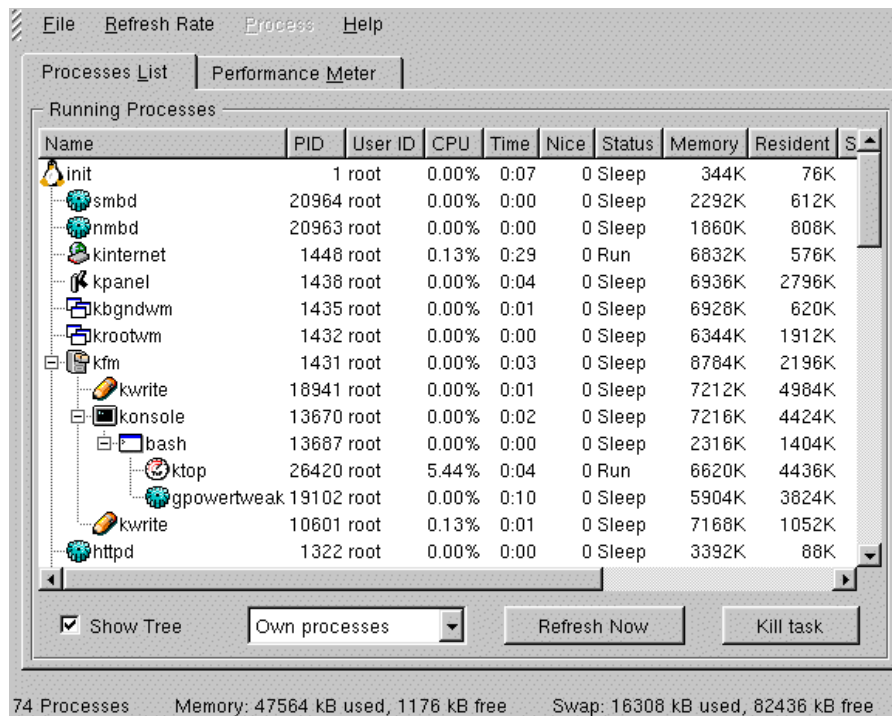 File Refresh Rate Process Help
Processes List Performance Meter
Running Processes
Name PID User ID CPU Time Nice Status Memory Resident S
init 1 root 0.00% 0:07 0 Sleep 344K 76K
smbd 20964 root 0.00% 0:00 0 Sleep 2292K 612K
nmbd 20963 root 0.00% 0:00 0 Sleep 1860K 808K
kinternet 1448 root 0.13% 0:29 0 Run 6832K 576K
kpanel 1438 root 0.00% 0:04 0 Sleep 6936K 2796K
kbgndwm 1435 root 0.00% 0:01 0 Sleep 6928K 620K
krootwm 1432 root 0.00% 0:00 0 Sleep 6344K 1912K
kfm 1431 root 0.00% 0:03 0 Sleep 8784K 2196K
kwrite 18941 root 0.00% 0:01 0 Sleep 7212K 4984K
konsole 13670 root 0.00% 0:02 0 Sleep 7216K 4424K
bash 13687 root 0.00% 0:00 0 Sleep 2316K 1404K
ktop 26420 root 5.44% 0:04 0 Run 6620K 4436K
gpowertweak 19102 root 0.00% 0:10 0 Sleep 5904K 3824K
kwrite 10601 root 0.13% 0:01 0 Sleep 7168K 1052K
httpd 1322 root 0.00% 0:00 0 Sleep 3392K 88K
Show Tree Own processes Refresh Now Kill task
74 Processes Memory: 47564 kB used, 1176 kB free Swap: 16308 kB used, 82436 kB free